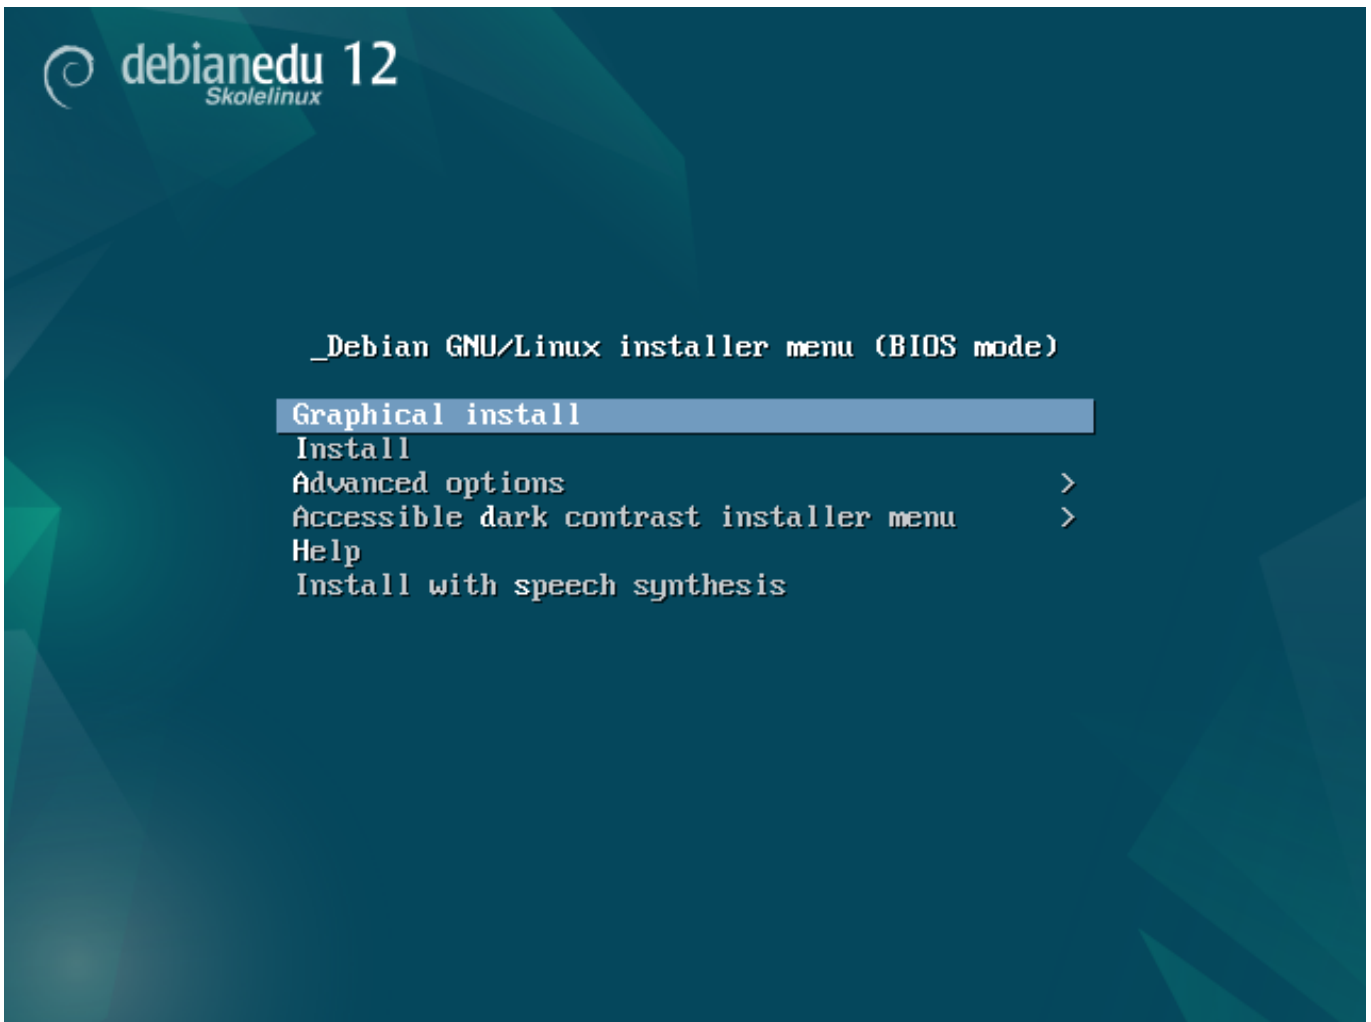 debianedu 12
Skolelinux
_Debian GNU/Linux installer menu (BIOS mode)
Graphical install
Install
Advanced options >
Accessible dark contrast installer menu >
Help
Install with speech synthesis